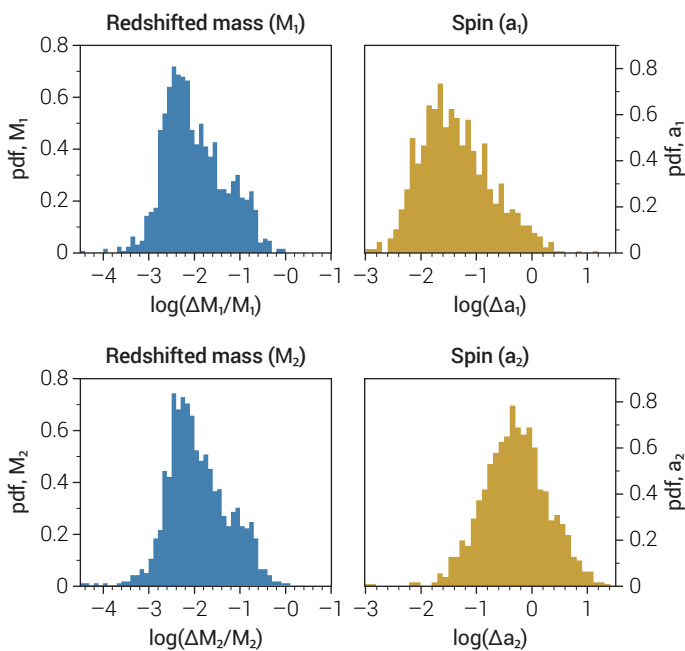 Redshifted mass (M₁)
Spin (a₁)
0.8
0.6
0.4
0.2
0
pdf, M₁
−4 −3 −2 −1 −0 −1
log(ΔM₁/M₁)
0.8
0.6
0.4
0.2
0
pdf, a₁
−3 −2 −1 0 1
log(Δa₁)
Redshifted mass (M₂)
Spin (a₂)
0.8
0.6
0.4
0.2
0
pdf, M₂
−4 −3 −2 −1 −0 −1
log(ΔM₂/M₂)
0.8
0.6
0.4
0.2
0
pdf, a₂
−3 −2 −1 0 1
log(Δa₂)